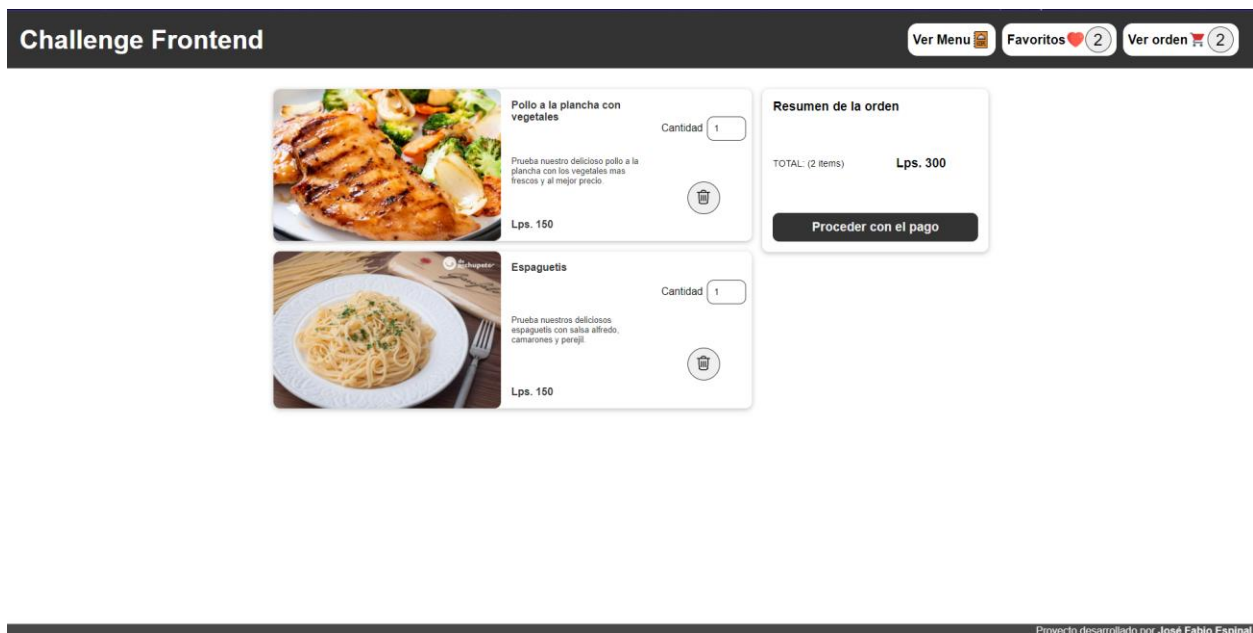 Challenge Frontend
Ver Menu
Favoritos 2
Ver orden 2
Pollo a la plancha con
vegetales
Cantidad 1
Prueba nuestro delicioso pollo a la
plancha con los vegetales mas
frescos y al mejor precio.
Lps. 150
Resumen de la orden
TOTAL: (2 items) Lps. 300
Proceder con el pago
Espaguetis
Cantidad 1
Prueba nuestros deliciosos
espaguetis con salsa alfredo,
camarones y perejil.
Lps. 150
Proyecto desarrollado por José Fabio Espinal